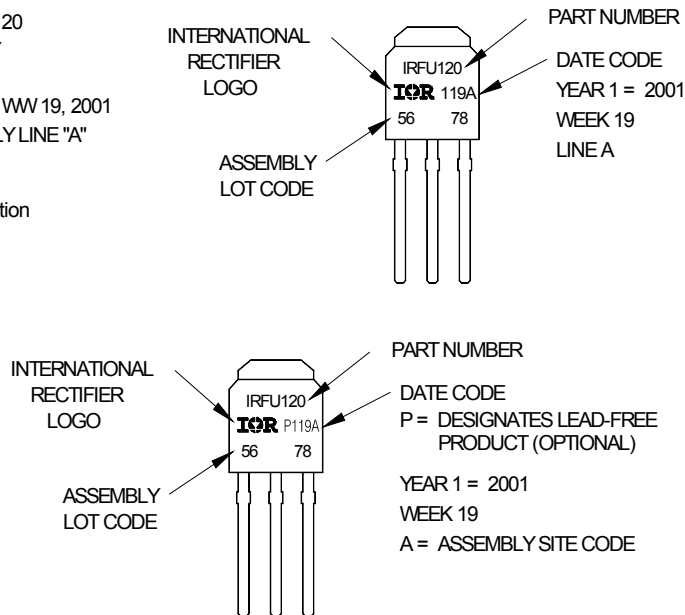 20
WW 19, 2001
LY LINE "A"
tion
INTERNATIONAL
RECTIFIER
LOGO
ASSEMBLY
LOT CODE
IRFU120
IOR 119A
56 78
PART NUMBER
DATE CODE
YEAR 1 = 2001
WEEK 19
LINE A
INTERNATIONAL
RECTIFIER
LOGO
ASSEMBLY
LOT CODE
IRFU120
IOR P119A
56 78
PART NUMBER
DATE CODE
P = DESIGNATES LEAD-FREE
PRODUCT (OPTIONAL)
YEAR 1 = 2001
WEEK 19
A = ASSEMBLY SITE CODE